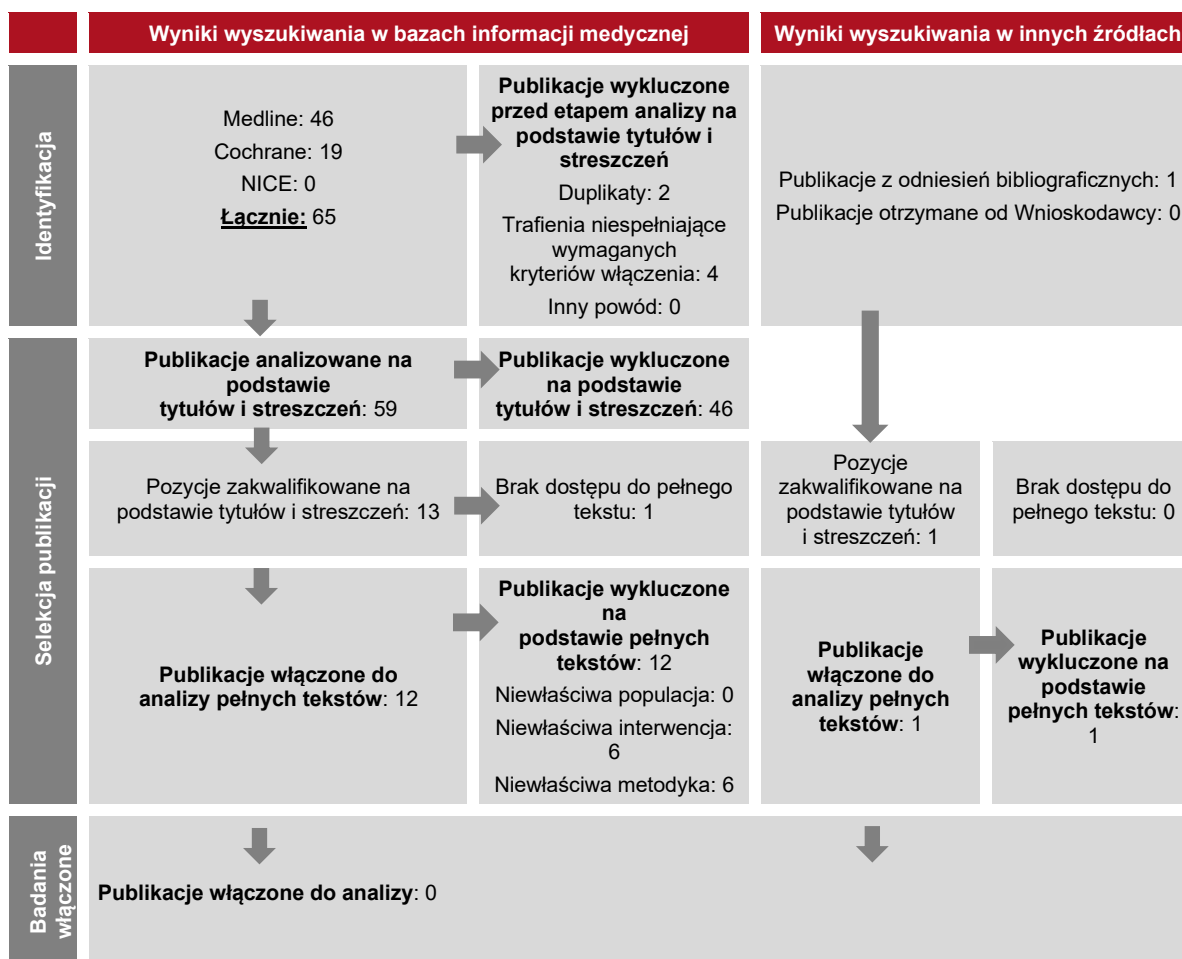 Wyniki wyszukiwania w bazach informacji medycznej
Wyniki wyszukiwania w innych źródłach
Identyfikacja
Medline: 46
Cochrane: 19
NICE: 0
Łącznie: 65
Publikacje wykluczone
przed etapem analizy na
podstawie tytułów i
streszczeń
Duplikaty: 2
Trafienia niespełniające
wymaganych
kryteriów włączenia: 4
Inny powód: 0
Publikacje z odniesień bibliograficznych: 1
Publikacje otrzymane od Wnioskodawcy: 0
Selekcja publikacji
Publikacje analizowane na
podstawie
tytułów i streszczeń: 59
Publikacje wykluczone
na podstawie
tytułów i streszczeń: 46
Pozycje zakwalifikowane na
podstawie tytułów i streszczeń: 13
Brak dostępu do pełnego
tekstu: 1
Pozycje
zakwalifikowane na
podstawie tytułów
i streszczeń: 1
Brak dostępu do
pełnego tekstu: 0
Publikacje włączone do
analizy pełnych tekstów: 12
Publikacje wykluczone
na
podstawie pełnych
tekstów: 12
Niewłaściwa populacja: 0
Niewłaściwa interwencja:
6
Niewłaściwa metodyka: 6
Publikacje
włączone do
analizy pełnych
tekstów: 1
Publikacje
wykluczone na
podstawie
pełnych tekstów:
1
Badania
włączone
Publikacje włączone do analizy: 0